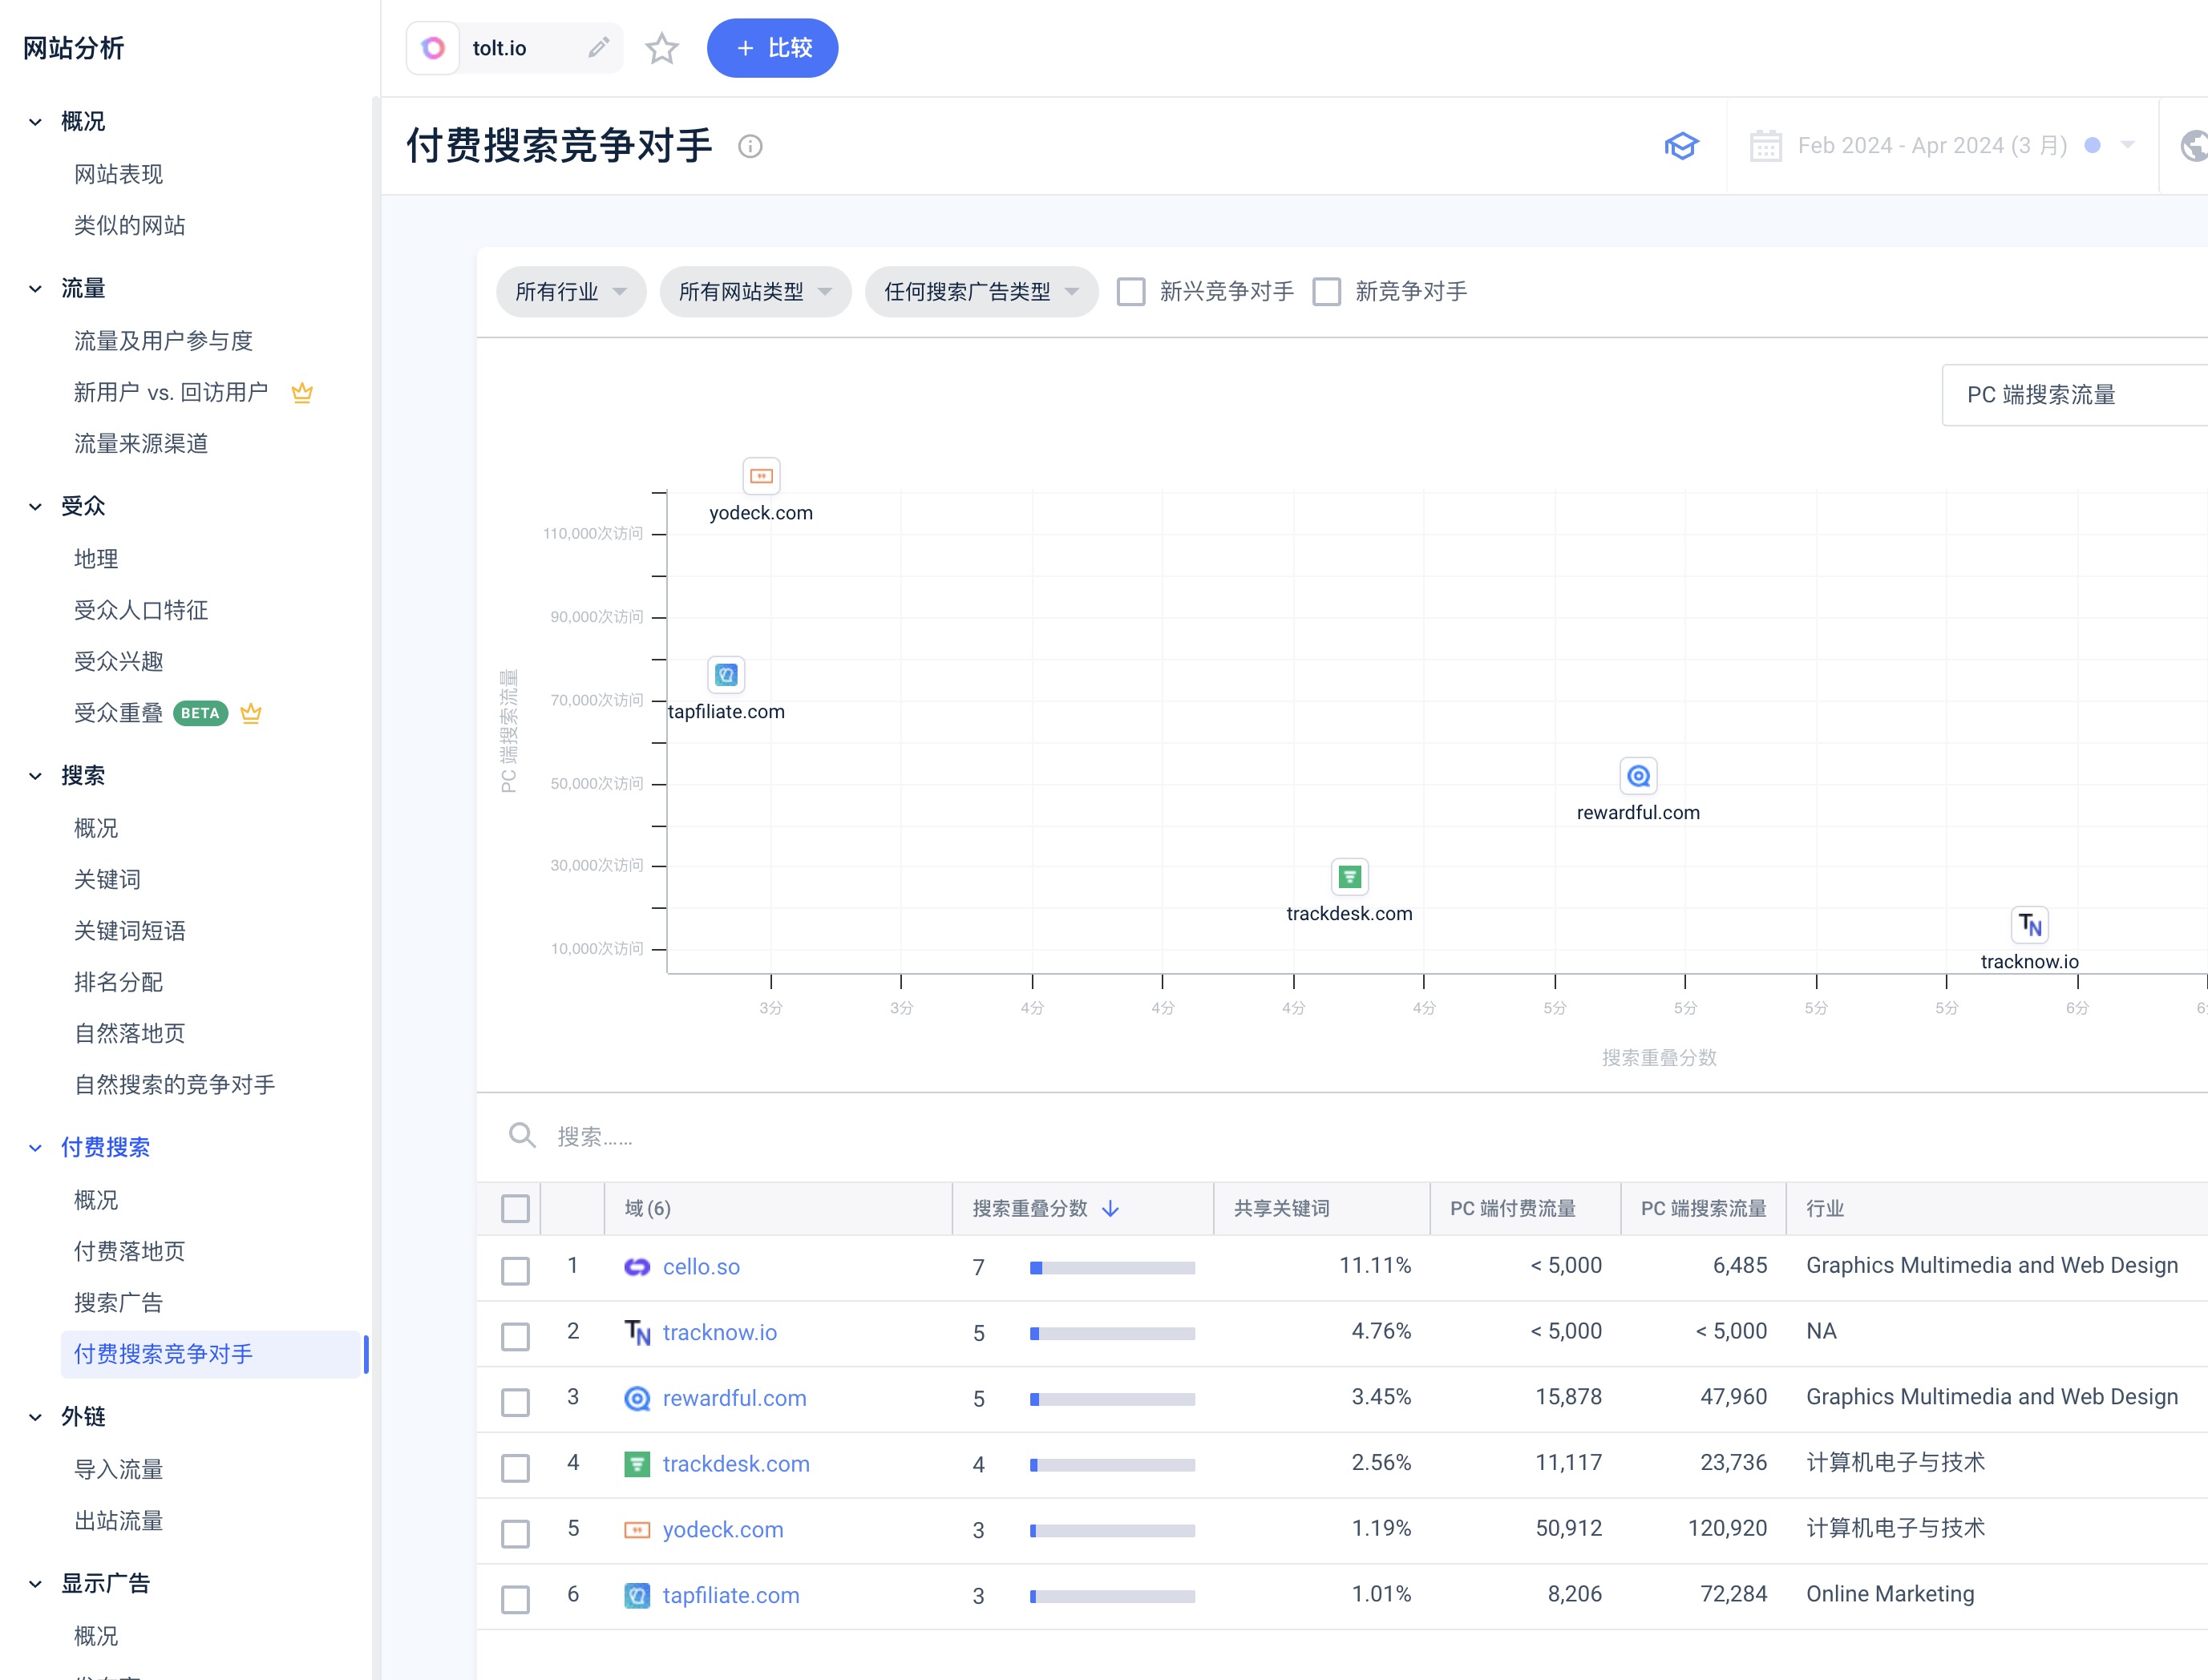 网站分析
概况
网站表现
类似的网站
流量
流量及用户参与度
新用户 vs. 回访用户
流量来源渠道
受众
地理
受众人口特征
受众兴趣
受众重叠 BETA
搜索
概况
关键词
关键词短语
排名分配
自然落地页
自然搜索的竞争对手
付费搜索
概况
付费落地页
搜索广告
付费搜索竞争对手
外链
导入流量
出站流量
显示广告
概况
tolt.io
+ 比较
付费搜索竞争对手
Feb 2024 - Apr 2024 (3 月)
所有行业 所有网站类型 任何搜索广告类型 新兴竞争对手 新竞争对手
PC 端搜索流量
yodeck.com
110,000次访问
90,000次访问
70,000次访问
tapfiliate.com
PC 端搜索流量
50,000次访问
rewardful.com
30,000次访问
trackdesk.com
10,000次访问
tracknow.io
3分 3分 4分 4分 4分 4分 5分 5分 5分 5分 6分
搜索重叠分数
搜索......
域 (6) 搜索重叠分数 共享关键词 PC 端付费流量 PC 端搜索流量 行业
1 cello.so 7 11.11% < 5,000 6,485 Graphics Multimedia and Web Design
2 TN tracknow.io 5 4.76% < 5,000 < 5,000 NA
3 rewardful.com 5 3.45% 15,878 47,960 Graphics Multimedia and Web Design
4 trackdesk.com 4 2.56% 11,117 23,736 计算机电子与技术
5 yodeck.com 3 1.19% 50,912 120,920 计算机电子与技术
6 tapfiliate.com 3 1.01% 8,206 72,284 Online Marketing